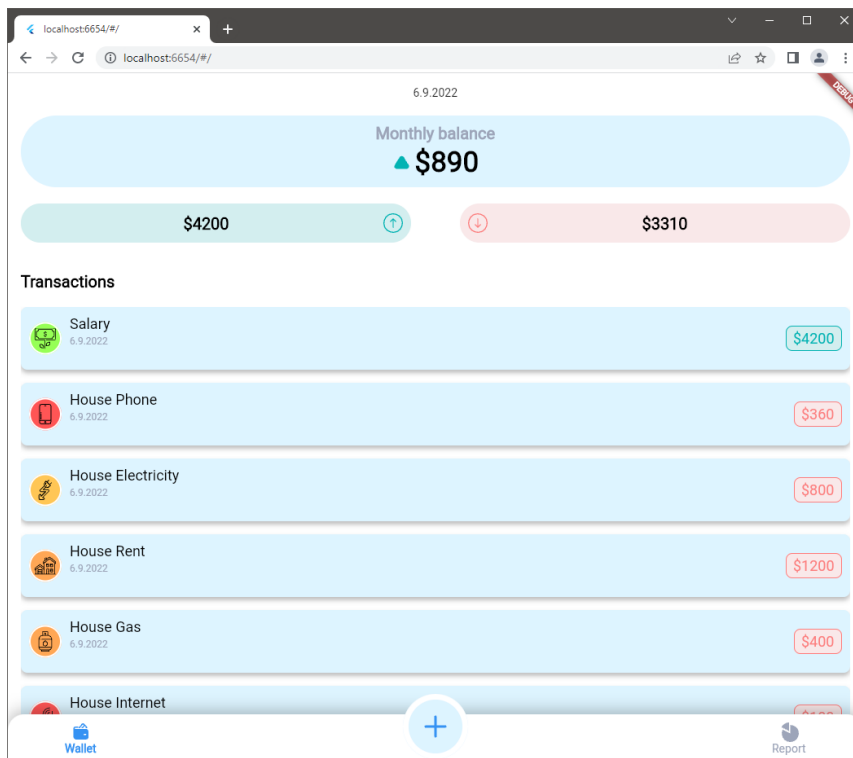 localhost:6654/#/
localhost:6654/#/
6.9.2022
DEBUG
Monthly balance
$890
$4200
$3310
Transactions
Salary
6.9.2022
$4200
House Phone
6.9.2022
$360
House Electricity
6.9.2022
$800
House Rent
6.9.2022
$1200
House Gas
6.9.2022
$400
House Internet
Wallet
Report